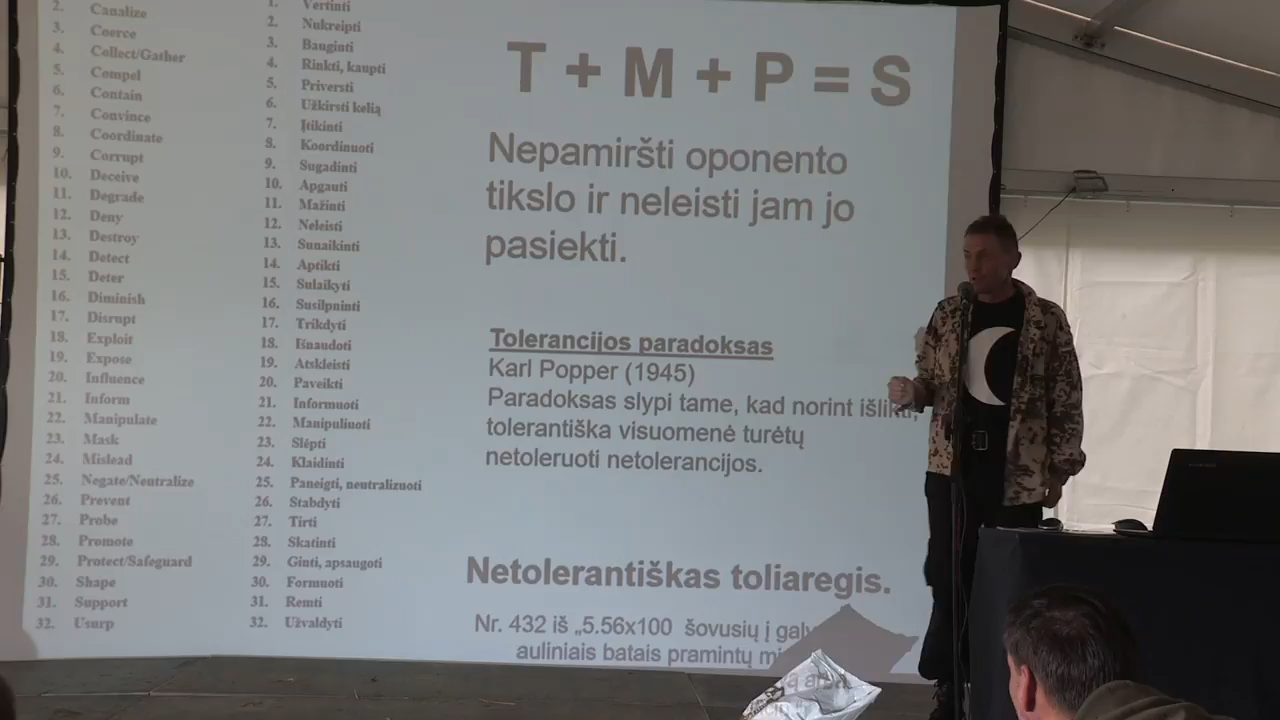 2. Canalize
3. Coerce
4. Collect/Gather
5. Compel
6. Contain
7. Convince
8. Coordinate
9. Corrupt
10. Deceive
11. Degrade
12. Deny
13. Destroy
14. Detect
15. Deter
16. Diminish
17. Disrupt
18. Exploit
19. Expose
20. Influence
21. Inform
22. Manipulate
23. Mask
24. Mislead
25. Negate/Neutralize
26. Prevent
27. Probe
28. Promote
29. Protect/Safeguard
30. Shape
31. Support
32. Usurp
1. Vertinti
2. Nukreipti
3. Bauginti
4. Rinkti, kaupti
5. Priversti
6. Užkirsti kelią
7. Įtikinti
8. Koordinuoti
9. Sugadinti
10. Apgauti
11. Mažinti
12. Neleisti
13. Sunaikinti
14. Aptikti
15. Sulaikyti
16. Susilpninti
17. Trikdyti
18. Išnaudoti
19. Atskleisti
20. Paveikti
21. Informuoti
22. Manipuliuoti
23. Slėpti
24. Klaidinti
25. Paneigti, neutralizuoti
26. Stabdyti
27. Tirti
28. Skatinti
29. Ginti, apsaugoti
30. Formuoti
31. Remti
32. Užvaldyti
T + M + P = S
Nepamiršti oponento
tikslo ir neleisti jam jo
pasiekti.
Tolerancijos paradoksas
Karl Popper (1945)
Paradoksas slypi tame, kad norint išlikti,
tolerantiška visuomenė turėtų
netoleruoti netolerancijos.
Netolerantiškas toliaregis.
Nr. 432 iš „5.56x100 šovusių į
auliniais batais pramintų